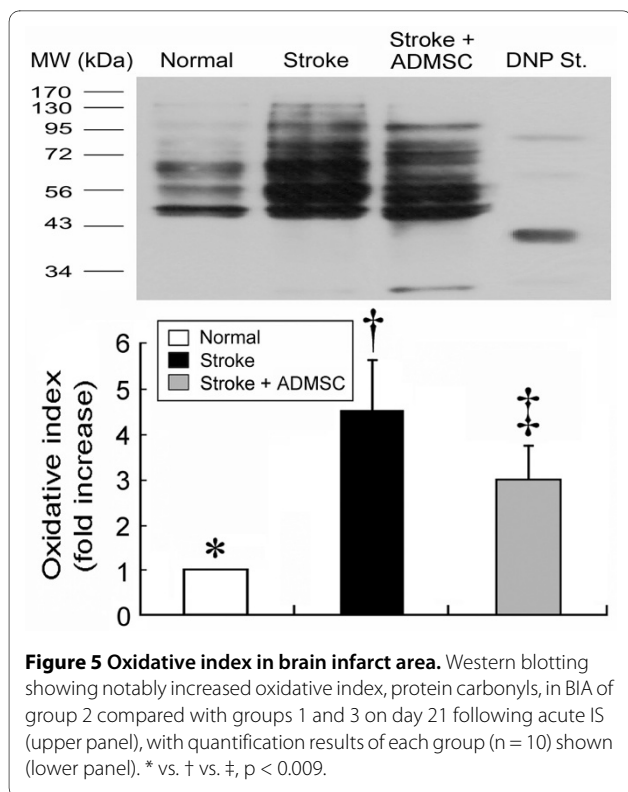 MW (kDa) Normal Stroke Stroke + ADMSC DNP St.
170
130
95
72
56
43
34
Oxidative index (fold increase)
6
5
4
3
2
1
0
Normal
Stroke
Stroke + ADMSC
*
†
‡
Figure 5 Oxidative index in brain infarct area. Western blotting
showing notably increased oxidative index, protein carbonyls, in BIA of
group 2 compared with groups 1 and 3 on day 21 following acute IS
(upper panel), with quantification results of each group (n = 10) shown
(lower panel). * vs. † vs. ‡, p < 0.009.